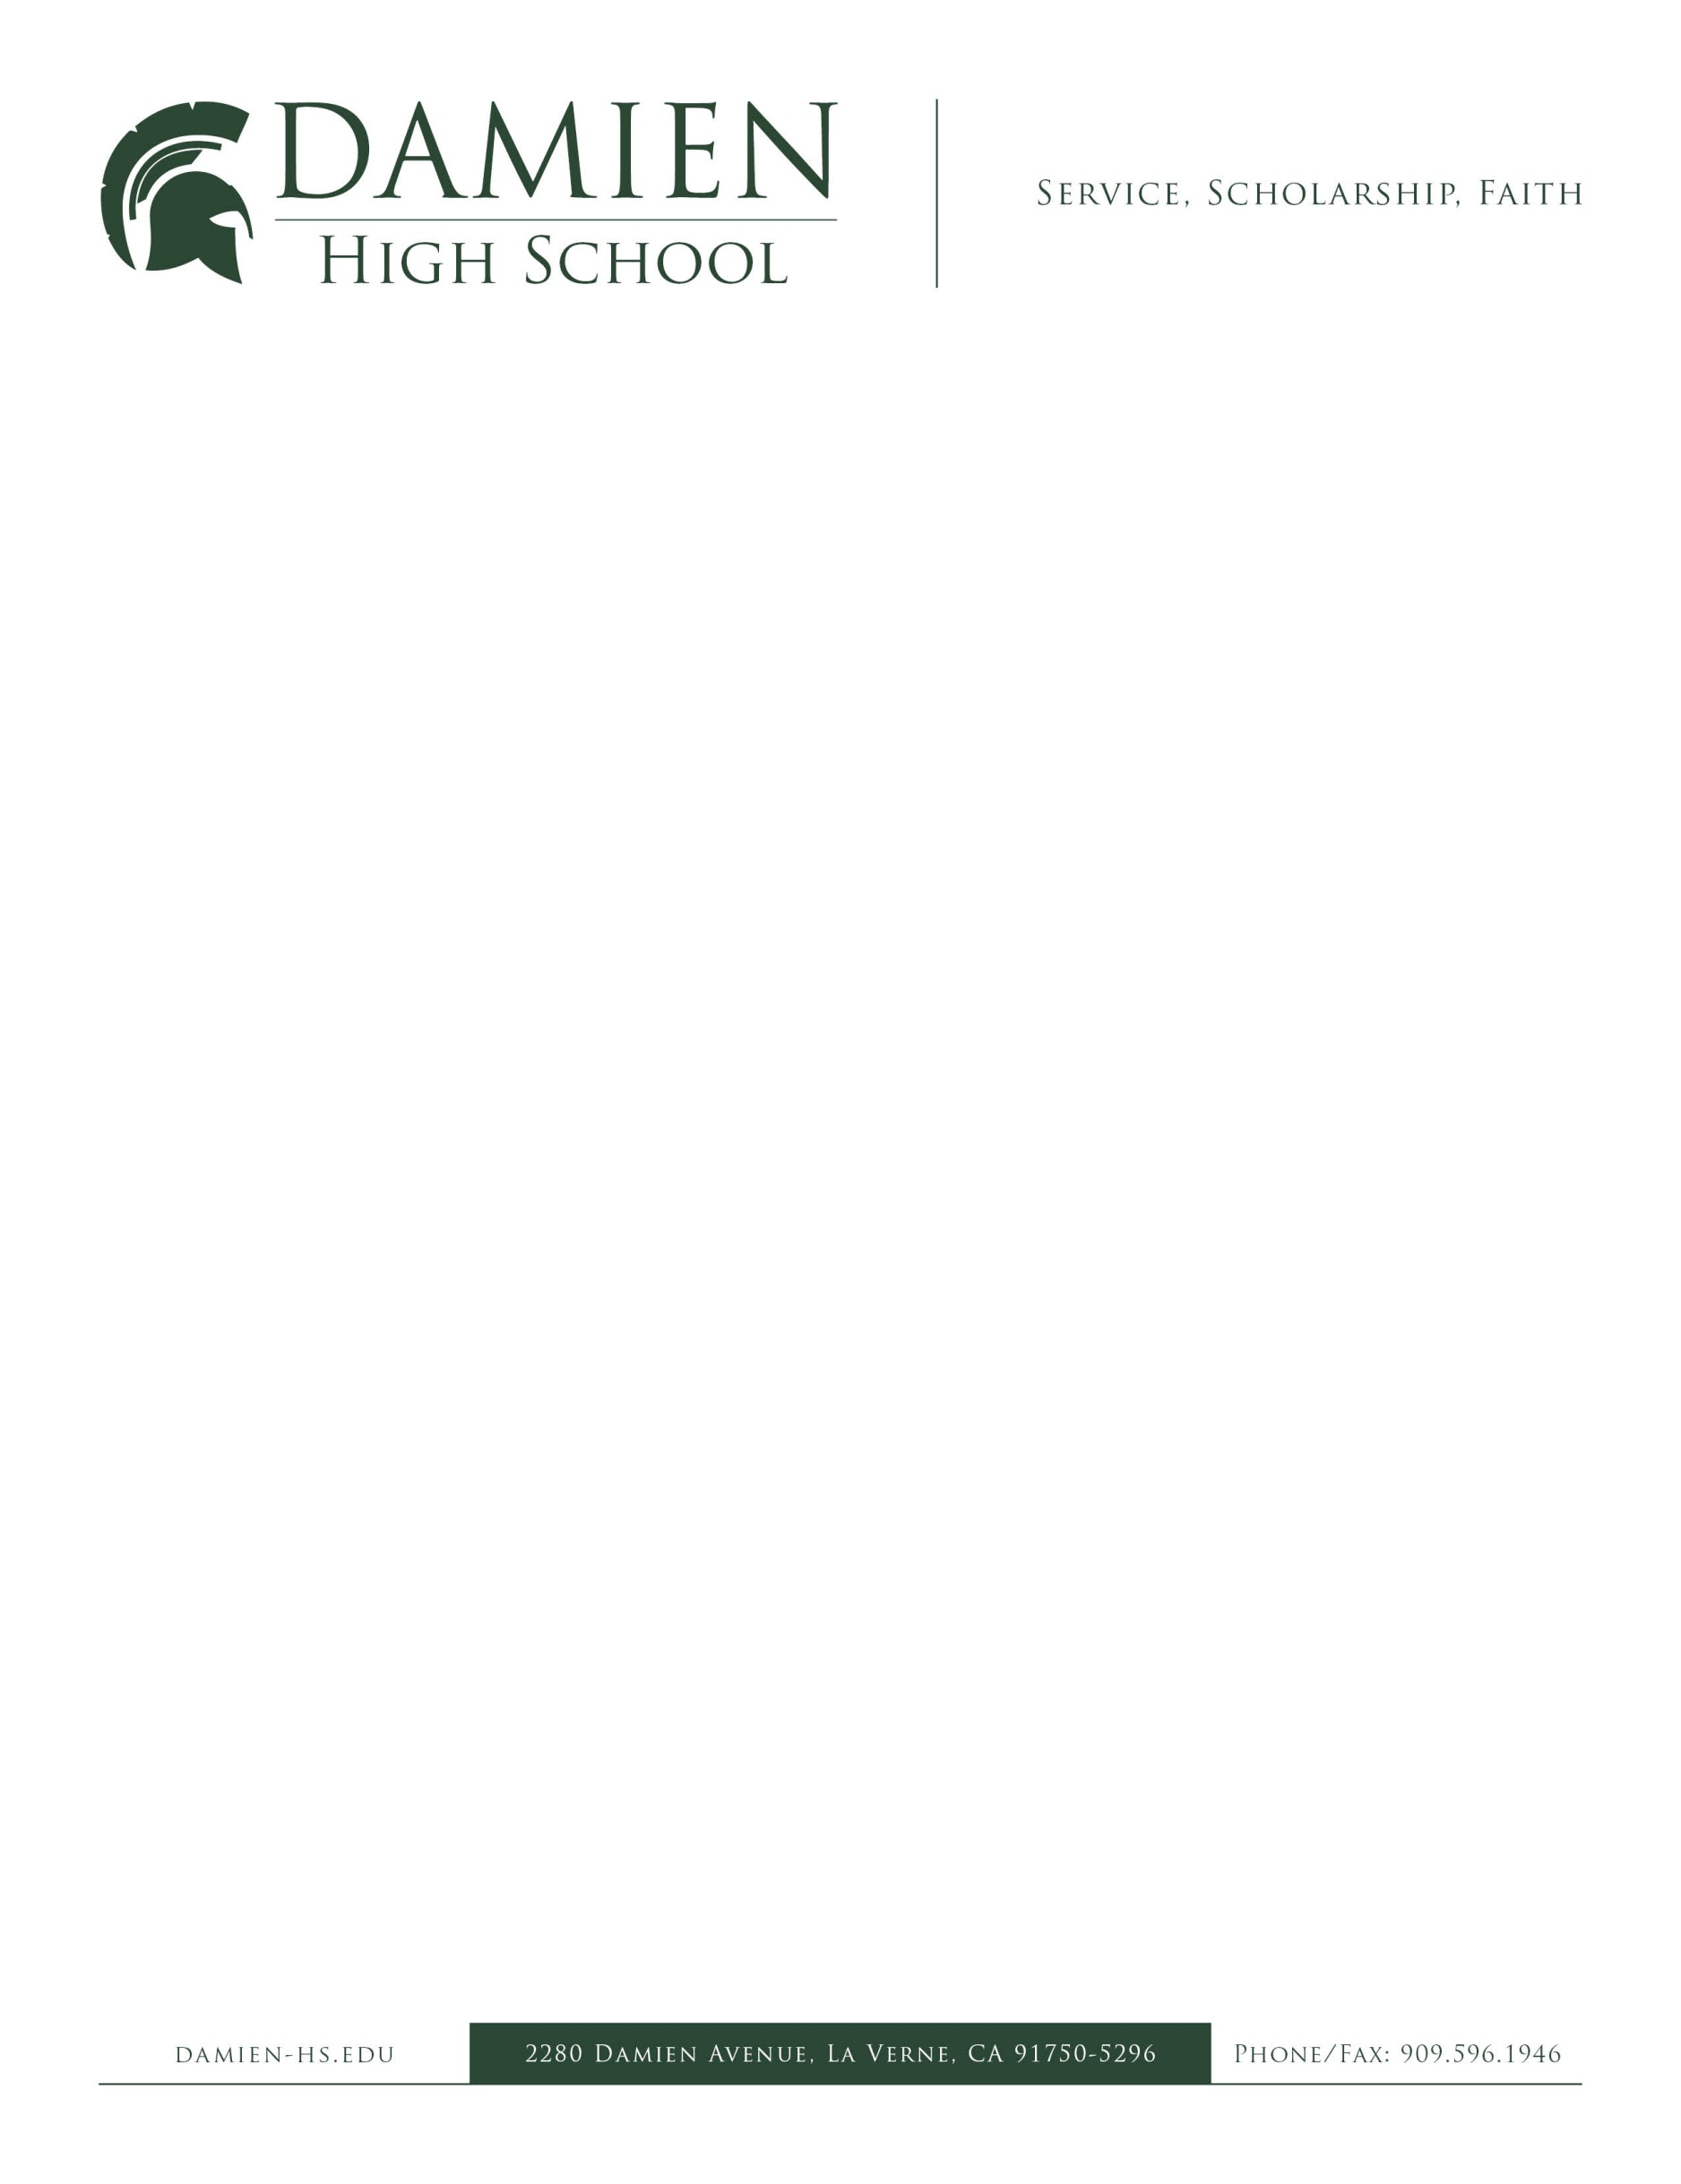 DAMIEN
HIGH SCHOOL
SERVICE, SCHOLARSHIP, FAITH
DAMIEN-HS.EDU
2280 DAMIEN AVENUE, LA VERNE, CA 91750-5296
PHONE/FAX: 909.596.1946